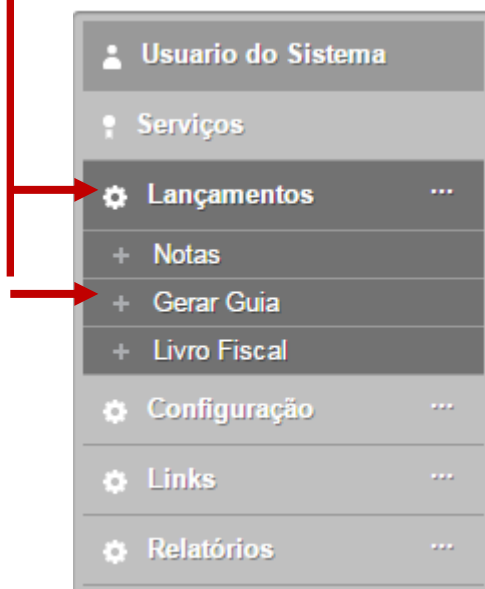 Usuario do Sistema
Serviços
Lançamentos ...
+ Notas
+ Gerar Guia
+ Livro Fiscal
Configuração ...
Links ...
Relatórios ...